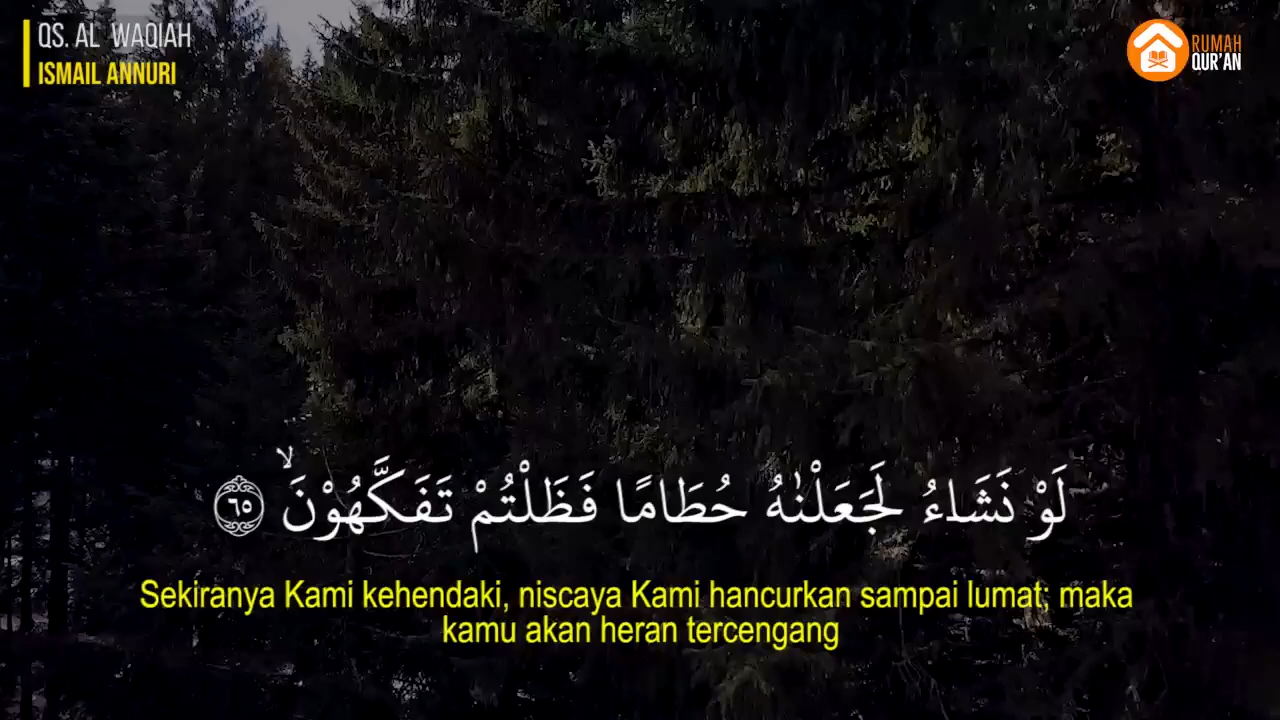 QS. AL WAQIAH
ISMAIL ANNURI
RUMAH
QUR'AN
لَوْ نَشَاءُ لَجَعَلْنٰهُ حُطَامًا فَظَلْتُمْ تَفَكَّهُوْنَۙ ٦٥
Sekiranya Kami kehendaki, niscaya Kami hancurkan sampai lumat; maka
kamu akan heran tercengang